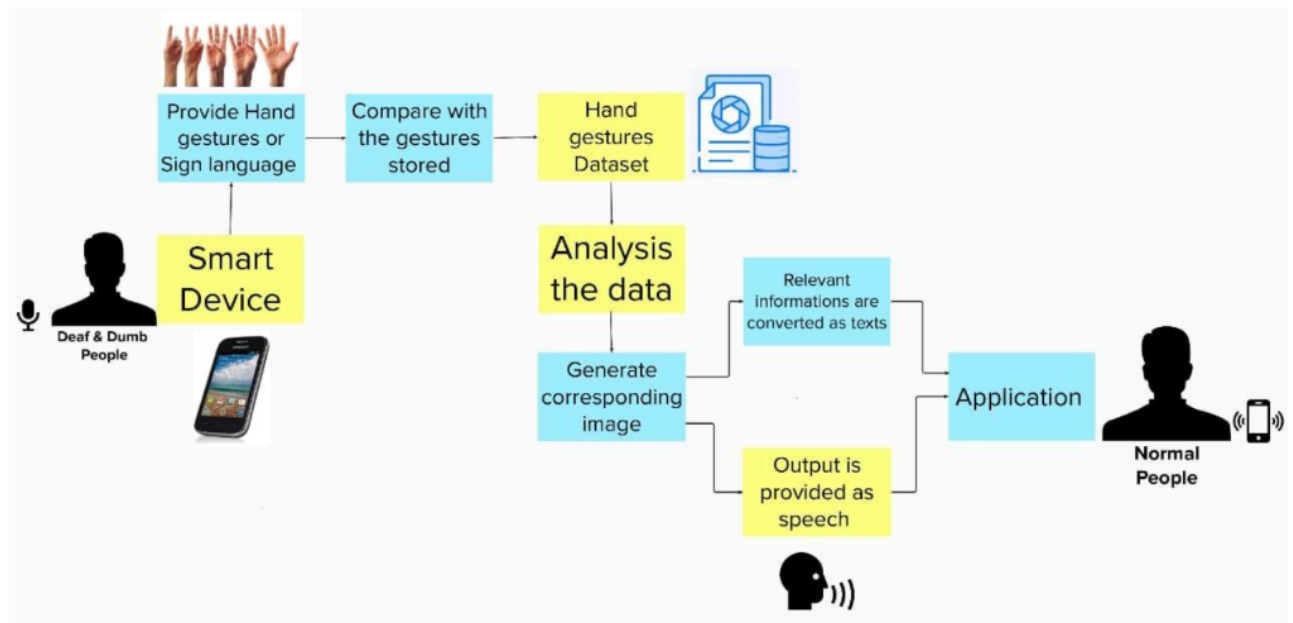 Provide Hand
gestures or
Sign language
Compare with
the gestures
stored
Hand
gestures
Dataset
Smart
Device
Deaf & Dumb
People
Analysis
the data
Generate
corresponding
image
Relevant
informations are
converted as texts
Output is
provided as
speech
Application
Normal
People